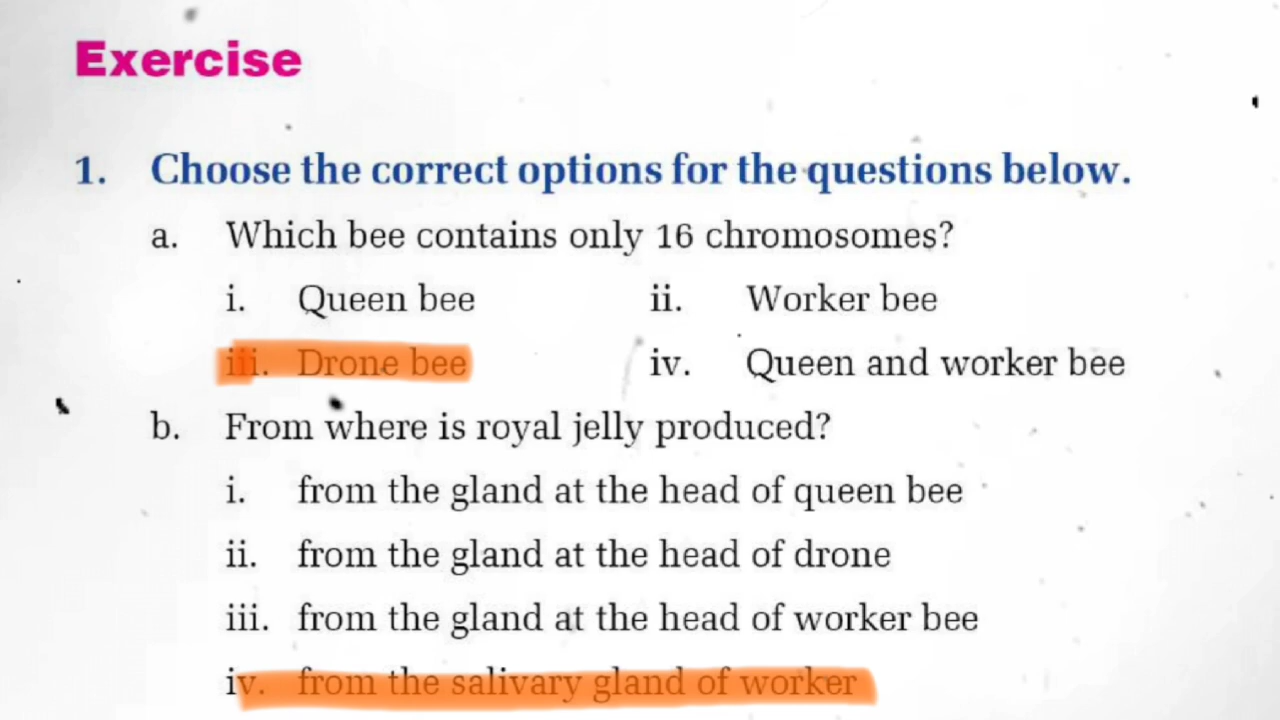 Exercise
1. Choose the correct options for the questions below.
a. Which bee contains only 16 chromosomes?
i. Queen bee ii. Worker bee
iii. Drone bee iv. Queen and worker bee
b. From where is royal jelly produced?
i. from the gland at the head of queen bee
ii. from the gland at the head of drone
iii. from the gland at the head of worker bee
iv. from the salivary gland of worker